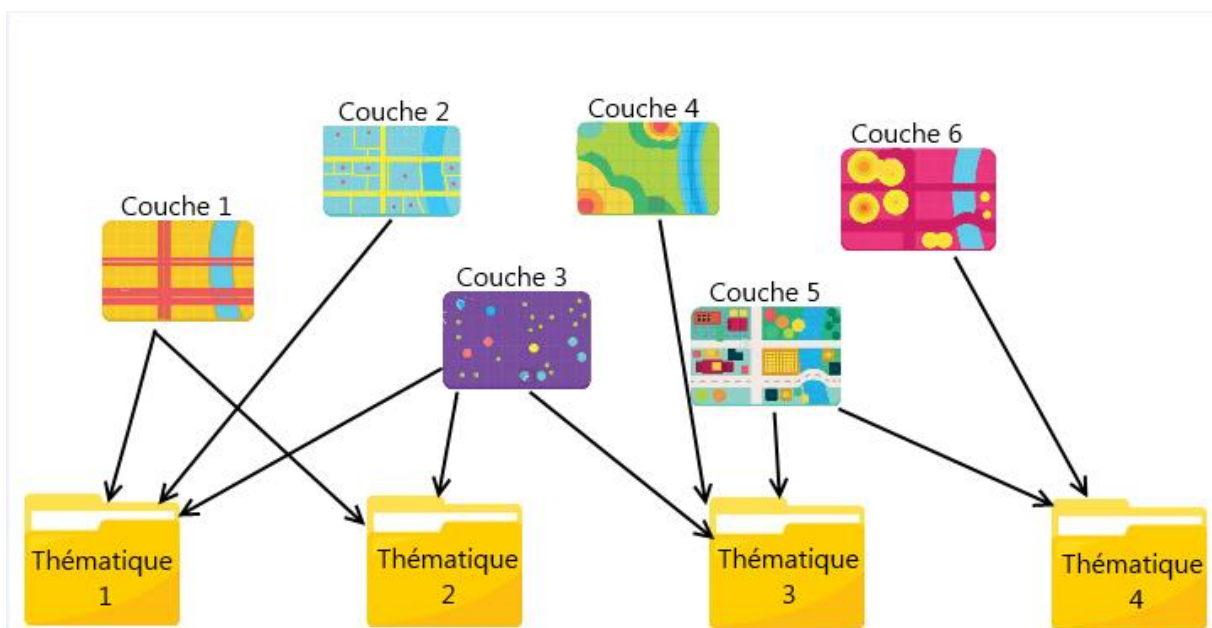 Couche 1
Couche 2
Couche 3
Couche 4
Couche 5
Couche 6
Thématique
1
Thématique
2
Thématique
3
Thématique
4